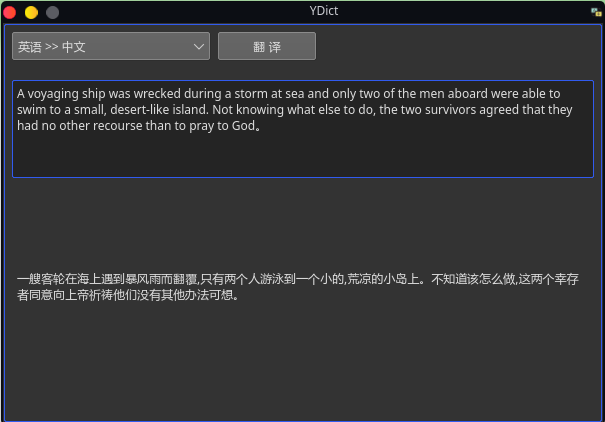 YDict
英语 >> 中文
翻 译
A voyaging ship was wrecked during a storm at sea and only two of the men aboard were able to
swim to a small, desert-like island. Not knowing what else to do, the two survivors agreed that they
had no other recourse than to pray to God。
一艘客轮在海上遇到暴风雨而翻覆,只有两个人游泳到一个小的,荒凉的小岛上。不知道该怎么做,这两个幸存
者同意向上帝祈祷他们没有其他办法可想。